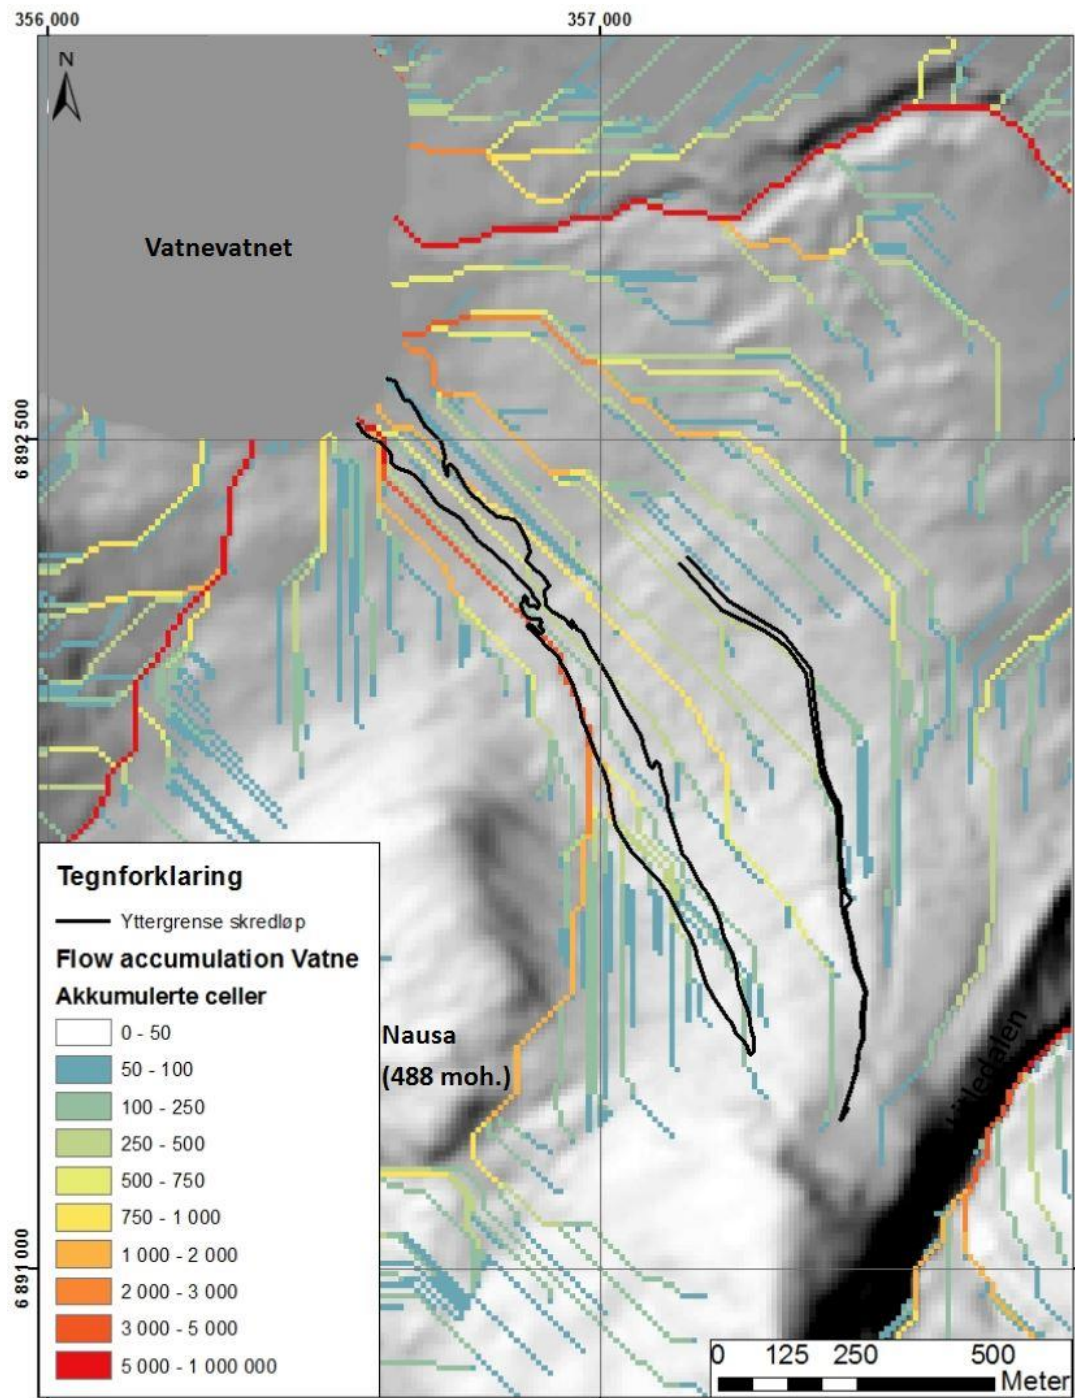 356 000
357 000
N
Vatnevatnet
6 892 500
Nausa
(488 moh.)
6 891 000
Tegnforklaring
Yttergrense skredløp
Flow accumulation Vatne
Akkumulerte celler
0 - 50
50 - 100
100 - 250
250 - 500
500 - 750
750 - 1 000
1 000 - 2 000
2 000 - 3 000
3 000 - 5 000
5 000 - 1 000 000
0 125 250 500
Meter